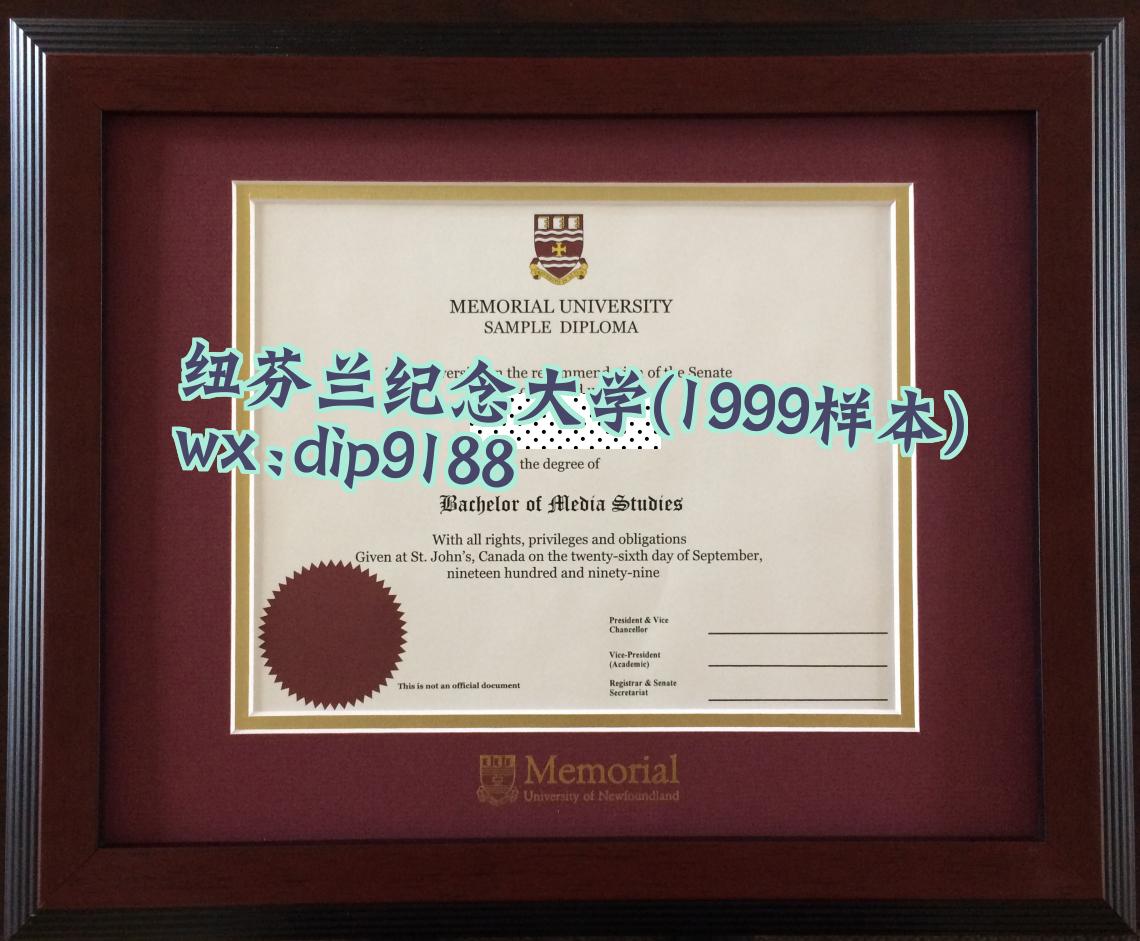 MEMORIAL UNIVERSITY
SAMPLE DIPLOMA
the recommendation of the Senate
纽芬兰纪念大学(1999样本)
wx:dip9188
the degree of
Bachelor of Media Studies
With all rights, privileges and obligations
Given at St. John's, Canada on the twenty-sixth day of September,
nineteen hundred and ninety-nine
President & Vice
Chancellor
Vice-President
(Academic)
Registrar & Senate
Secretariat
This is not an official document
Memorial
University of Newfoundland